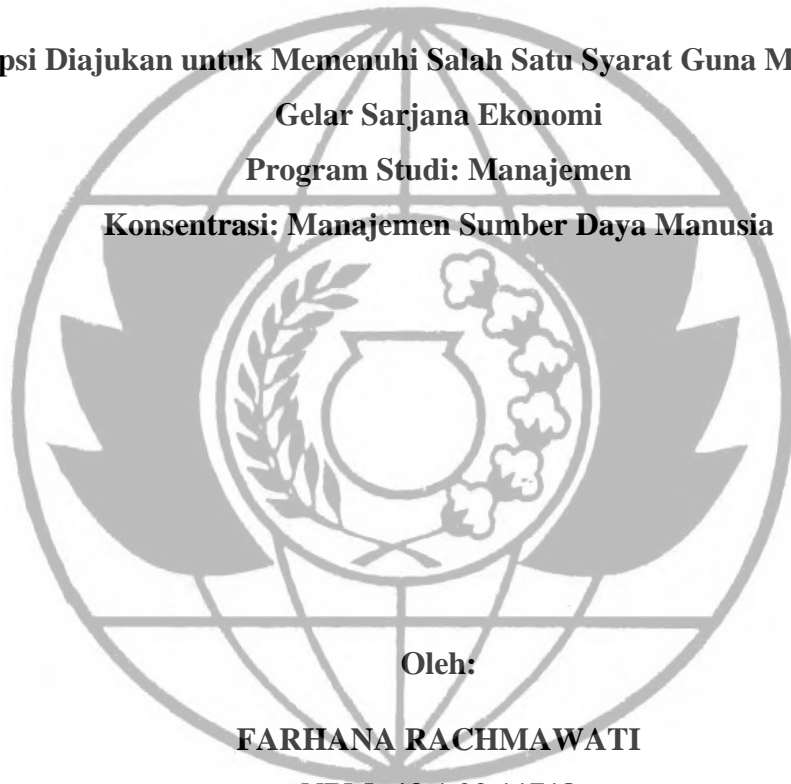 psi Diajukan untuk Memenuhi Salah Satu Syarat Guna M
Gelar Sarjana Ekonomi
Program Studi: Manajemen
Konsentrasi: Manajemen Sumber Daya Manusia
Oleh:
FARHANA RACHMAWATI